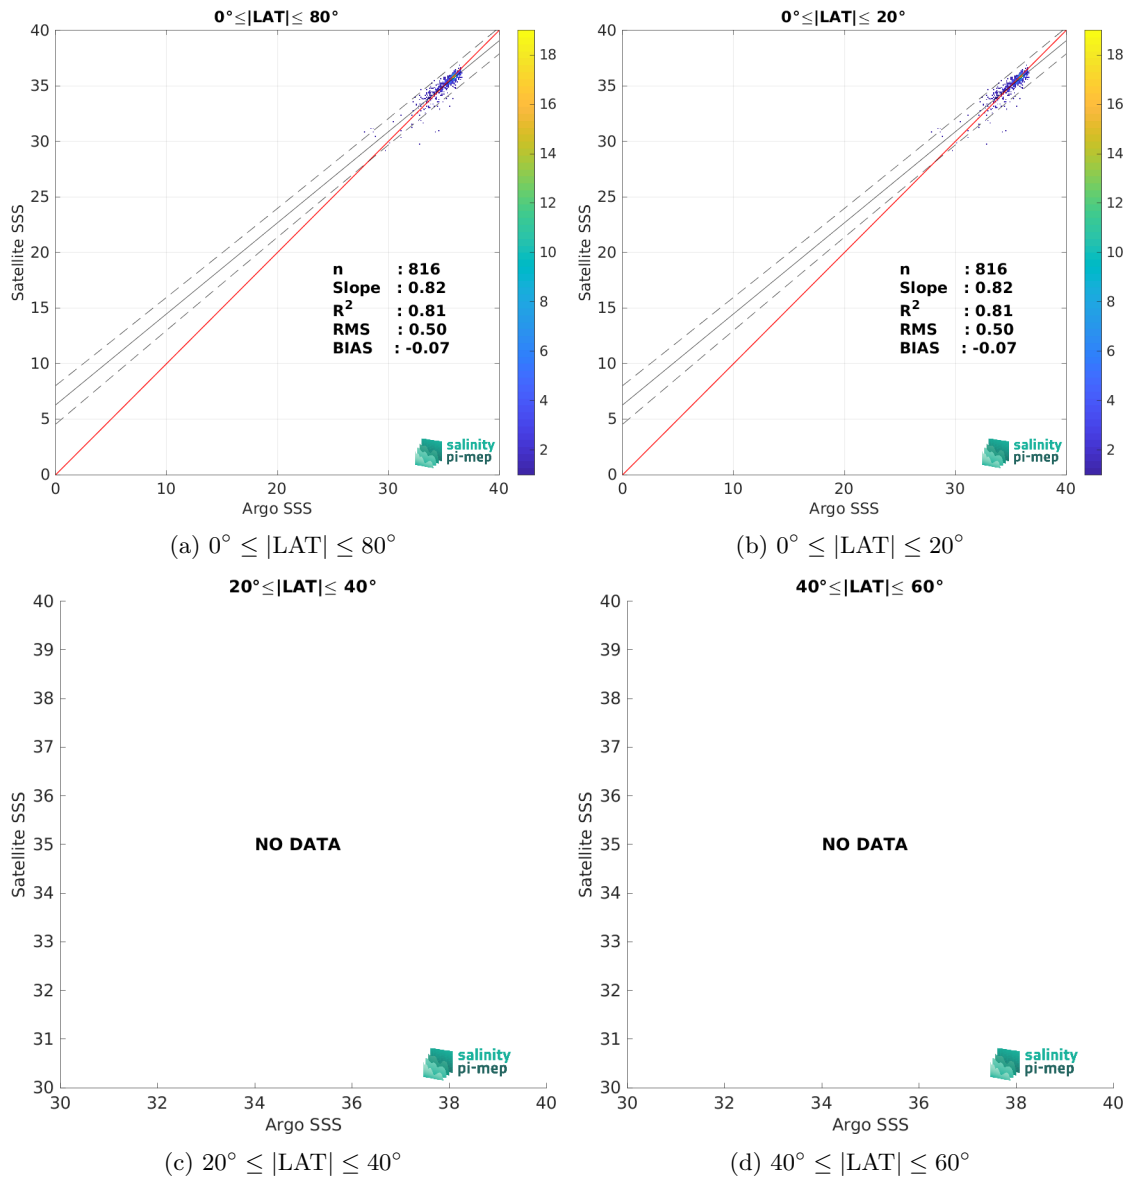 0°≤|LAT|≤ 80°
40
35
30
25
20
15
10
5
0
Satellite SSS
n : 816
Slope : 0.82
R² : 0.81
RMS : 0.50
BIAS : -0.07
salinity
pi-mep
0 10 20 30 40
Argo SSS
18
16
14
12
10
8
6
4
2
(a) 0° ≤ |LAT| ≤ 80°
0°≤|LAT|≤ 20°
40
35
30
25
20
15
10
5
0
Satellite SSS
n : 816
Slope : 0.82
R² : 0.81
RMS : 0.50
BIAS : -0.07
salinity
pi-mep
0 10 20 30 40
Argo SSS
18
16
14
12
10
8
6
4
2
(b) 0° ≤ |LAT| ≤ 20°
20°≤|LAT|≤ 40°
40
39
38
37
36
35
34
33
32
31
30
Satellite SSS
NO DATA
salinity
pi-mep
30 32 34 36 38 40
Argo SSS
(c) 20° ≤ |LAT| ≤ 40°
40°≤|LAT|≤ 60°
40
39
38
37
36
35
34
33
32
31
30
Satellite SSS
NO DATA
salinity
pi-mep
30 32 34 36 38 40
Argo SSS
(d) 40° ≤ |LAT| ≤ 60°